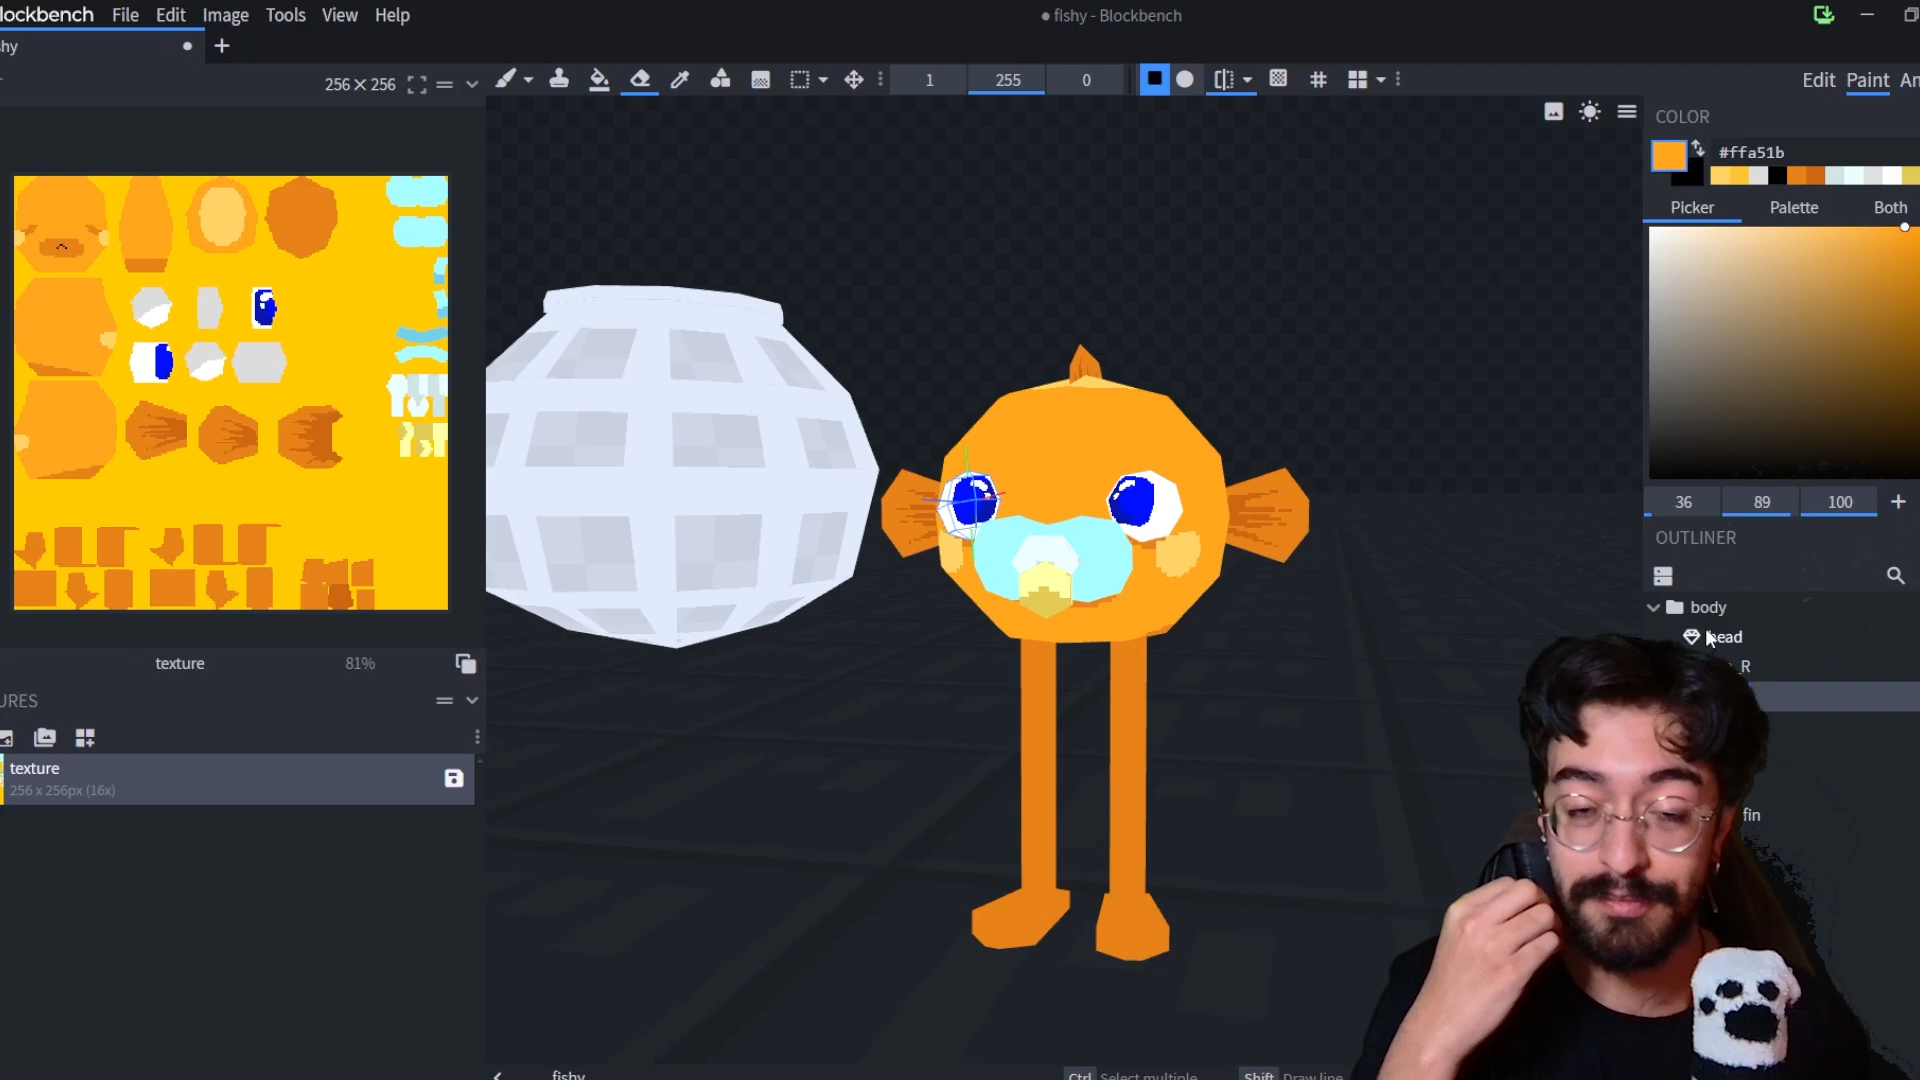 lockbench File Edit Image Tools View Help
fishy - Blockbench
hy
256×256
1 255 0
Edit Paint An
COLOR
#ffa51b
Picker Palette Both
36 89 100
OUTLINER
body
head
_R
fin
texture 81%
URES
texture
256 x 256px (16x)
fishy
Ctrl Select multiple Shift Draw line